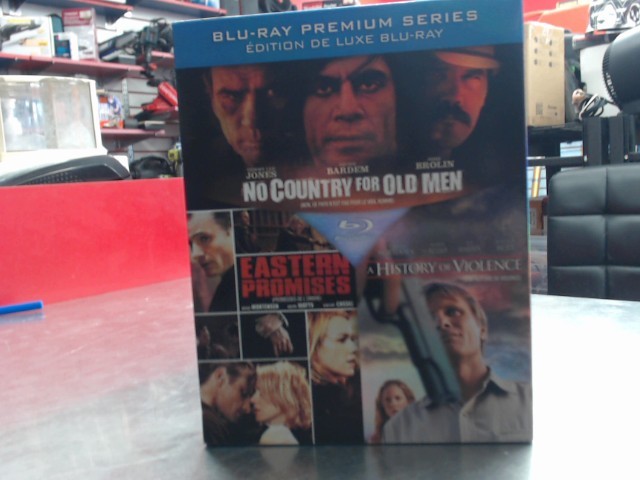 BLU-RAY PREMIUM SERIES
ÉDITION DE LUXE BLU-RAY
JONES BARDEM BROLIN
NO COUNTRY FOR OLD MEN
EASTERN
PROMISES
A HISTORY OF VIOLENCE